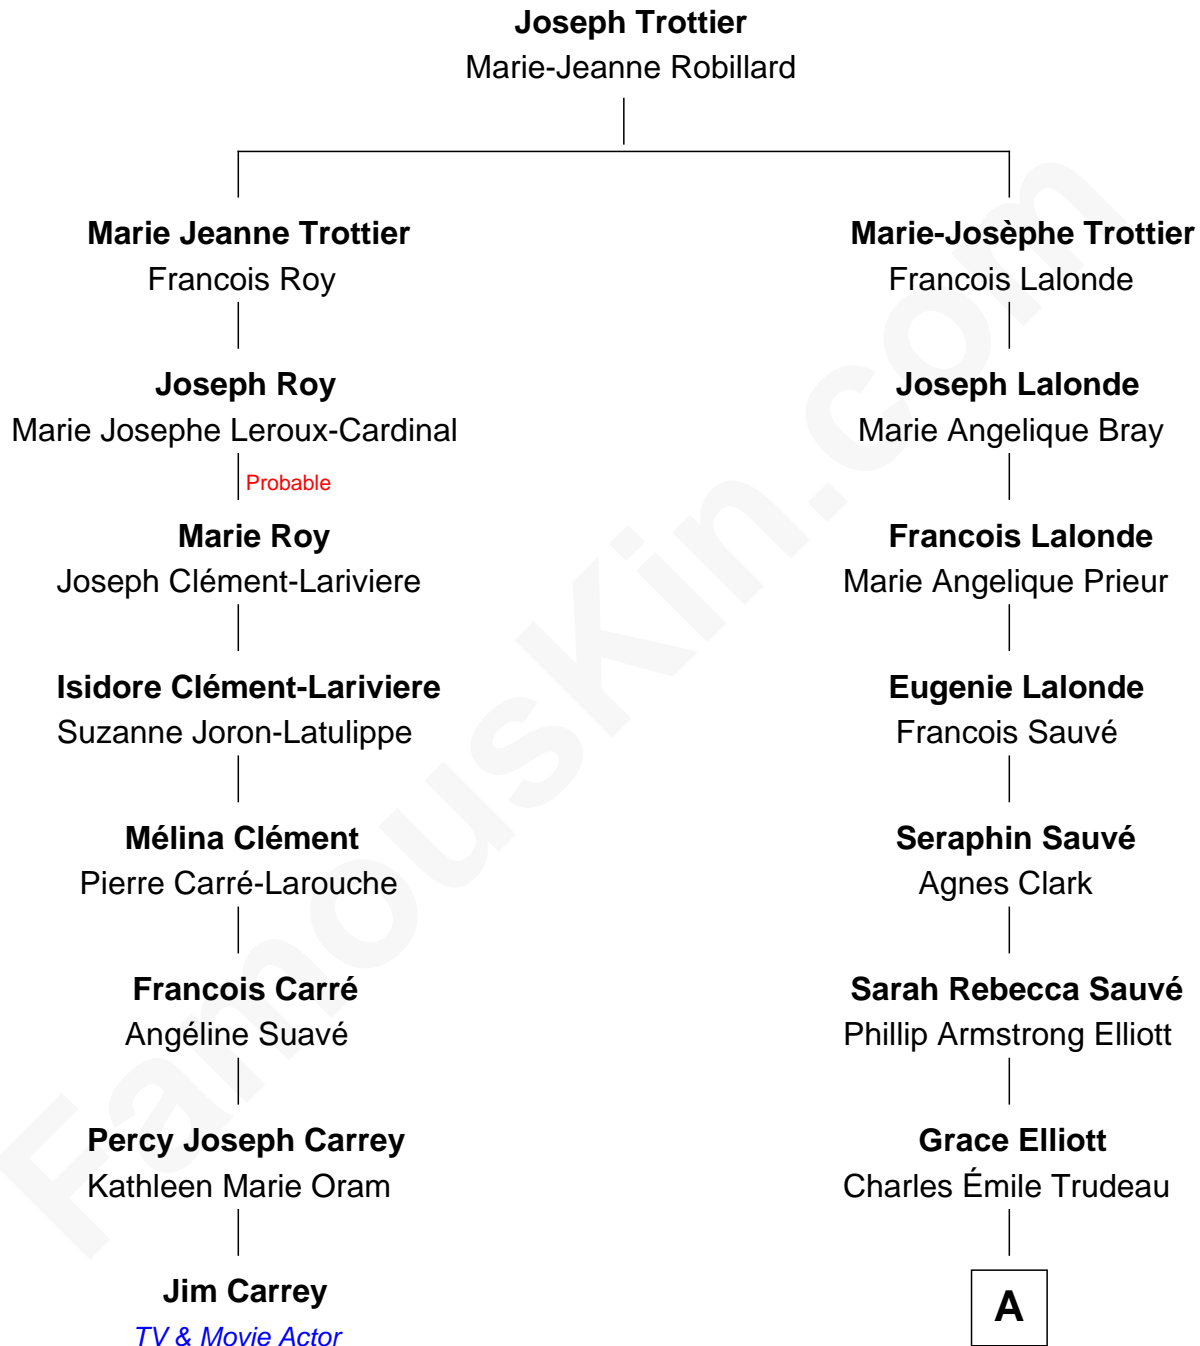 Joseph Trottier
Marie-Jeanne Robillard
Marie Jeanne Trottier
Francois Roy
Joseph Roy
Marie Josephe Leroux-Cardinal
Probable
Marie Roy
Joseph Clément-Lariviere
Isidore Clément-Lariviere
Suzanne Joron-Latulippe
Mélina Clément
Pierre Carré-Larouche
Francois Carré
Angéline Suavé
Percy Joseph Carrey
Kathleen Marie Oram
Jim Carrey
TV & Movie Actor
Marie-Josèphe Trottier
Francois Lalonde
Joseph Lalonde
Marie Angelique Bray
Francois Lalonde
Marie Angelique Prieur
Eugenie Lalonde
Francois Sauvé
Seraphin Sauvé
Agnes Clark
Sarah Rebecca Sauvé
Phillip Armstrong Elliott
Grace Elliott
Charles Émile Trudeau
A
FamousKin.com